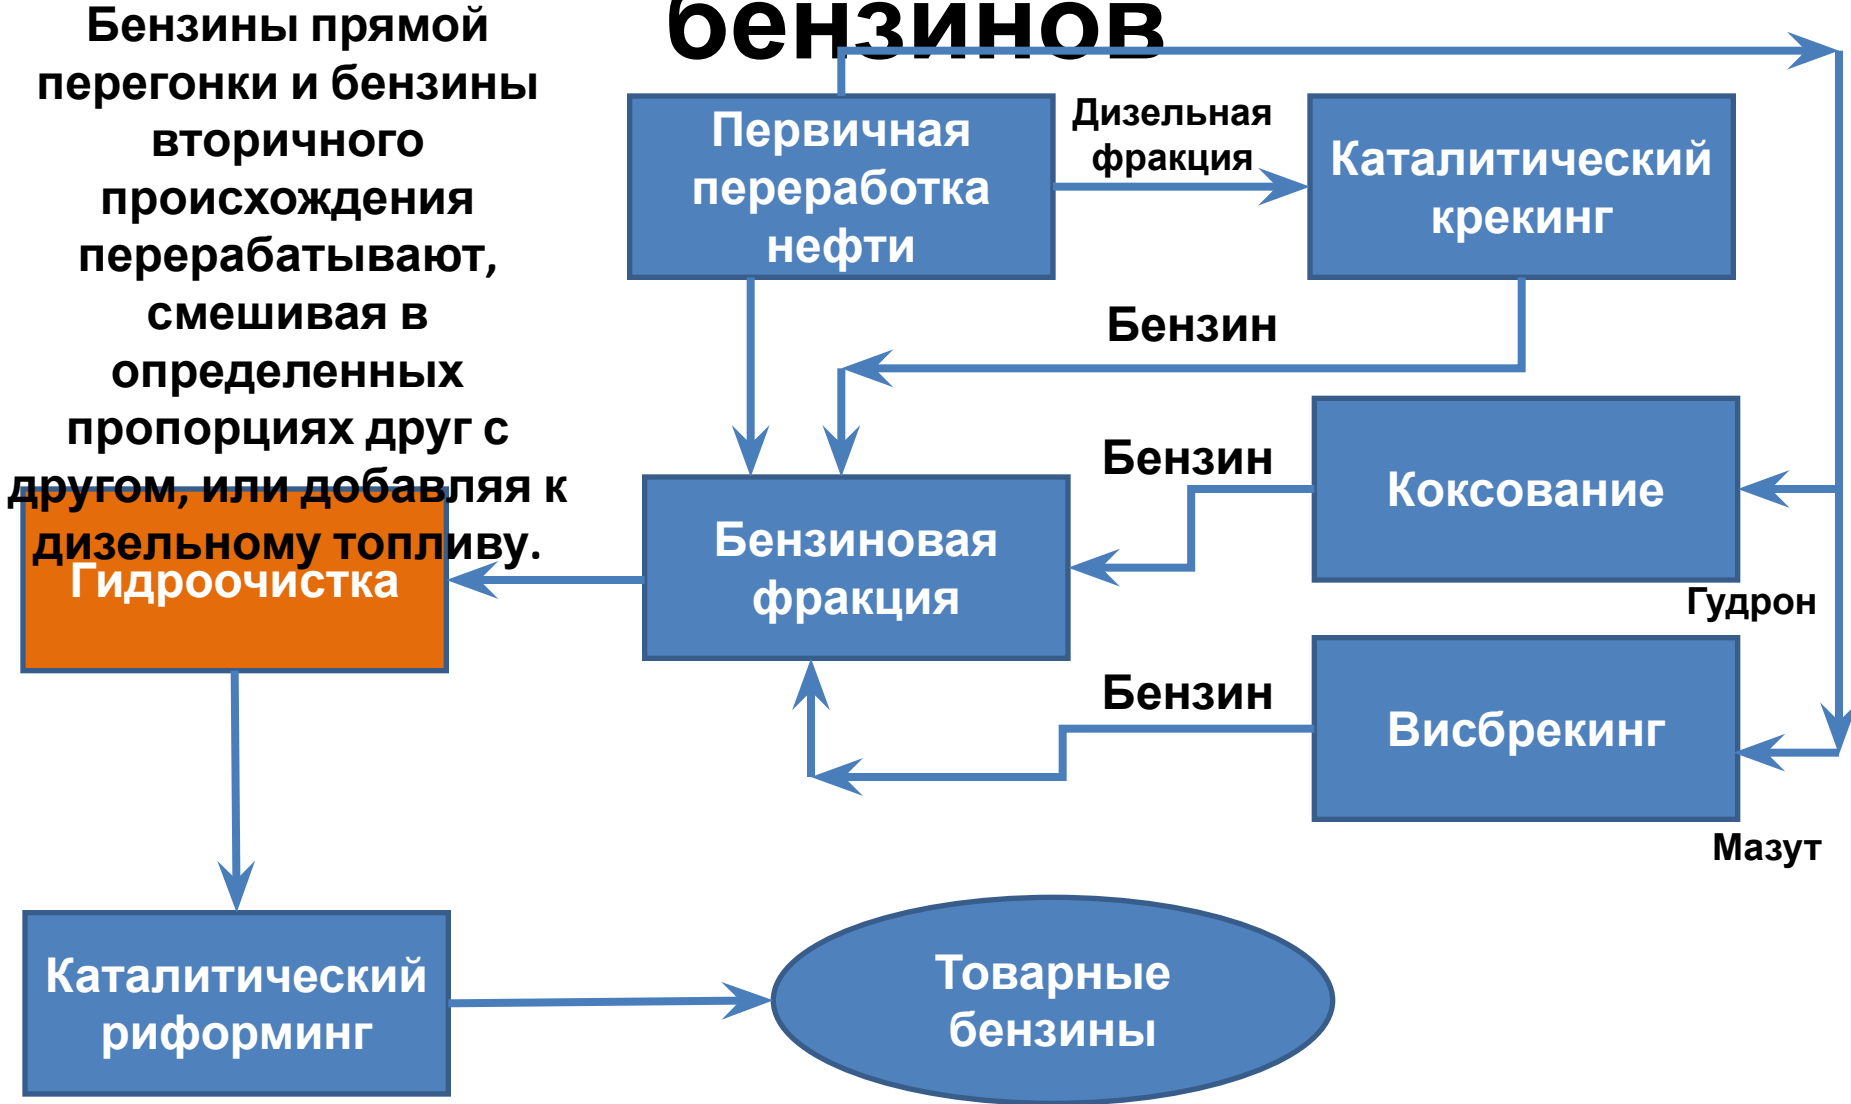 бензинов
Бензины прямой
перегонки и бензины
вторичного
происхождения
перерабатывают,
смешивая в
определенных
пропорциях друг с
другом, или добавляя к
дизельному топливу.
Первичная
переработка
нефти
Дизельная
фракция
Каталитический
крекинг
Бензин
Бензин
Коксование
Гудрон
Бензиновая
фракция
Гидроочистка
Бензин
Висбрекинг
Мазут
Каталитический
риформинг
Товарные
бензины